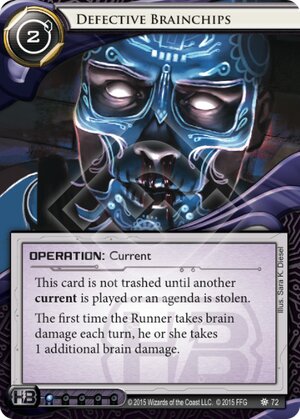 DEFECTIVE BRAINCHIPS
2
OPERATION: Current
This card is not trashed until another
current is played or an agenda is stolen.
The first time the Runner takes brain
damage each turn, he or she takes
1 additional brain damage.
Illus. Sara K. Diesel
HB
© 2015 Wizards of the Coast LLC. © 2015 FFG
72